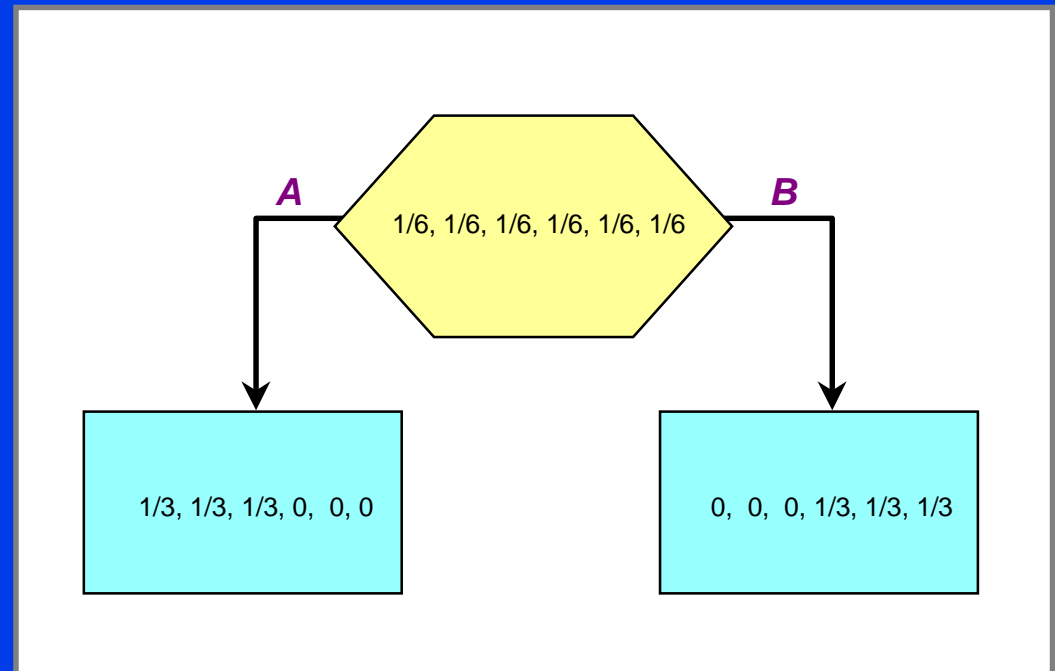 A
B
1/6, 1/6, 1/6, 1/6, 1/6, 1/6
1/3, 1/3, 1/3, 0,  0, 0
0,  0,  0, 1/3, 1/3, 1/3